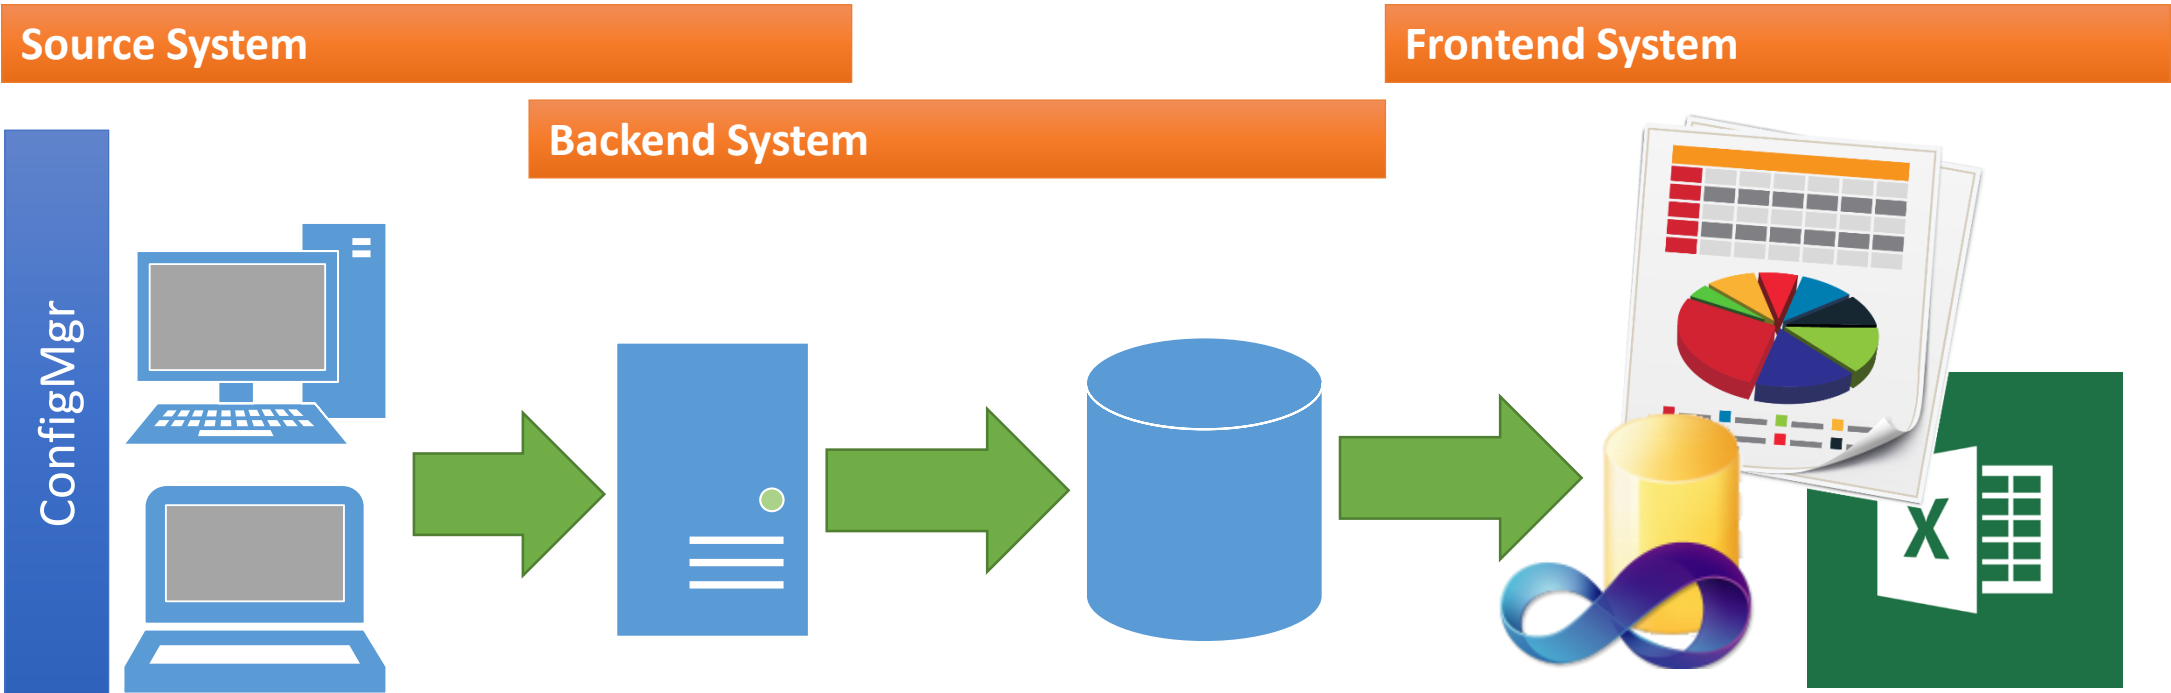 Source System
Frontend System
Backend System
ConfigMgr
X